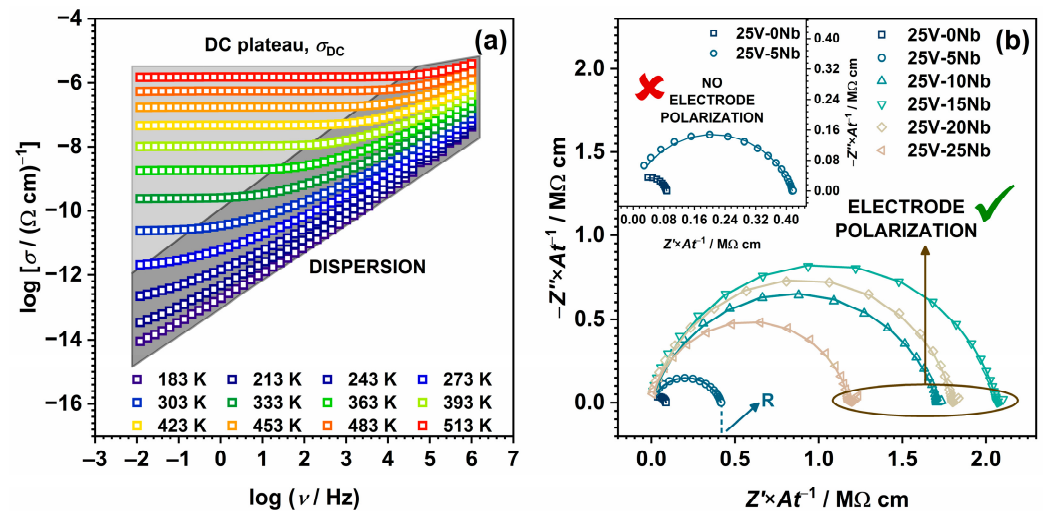 (a)
DC plateau, σDC
DISPERSION
183 K 213 K 243 K 273 K
303 K 333 K 363 K 393 K
423 K 453 K 483 K 513 K
−4
−6
−8
−10
−12
−14
−16
log [σ / (Ω cm)⁻¹]
−3 −2 −1 0 1 2 3 4 5 6 7
log (ν / Hz)
(b)
25V-0Nb
25V-5Nb
25V-10Nb
25V-15Nb
25V-20Nb
25V-25Nb
25V-0Nb
25V-5Nb
NO
ELECTRODE
POLARIZATION
0.40
0.32
0.24
0.16
0.08
0.00
−Z''×At⁻¹ / MΩ cm
0.00 0.08 0.16 0.24 0.32 0.40
Z'×At⁻¹ / MΩ cm
ELECTRODE
POLARIZATION
R
2.0
1.5
1.0
0.5
0.0
−Z''×At⁻¹ / MΩ cm
0.0 0.5 1.0 1.5 2.0
Z'×At⁻¹ / MΩ cm